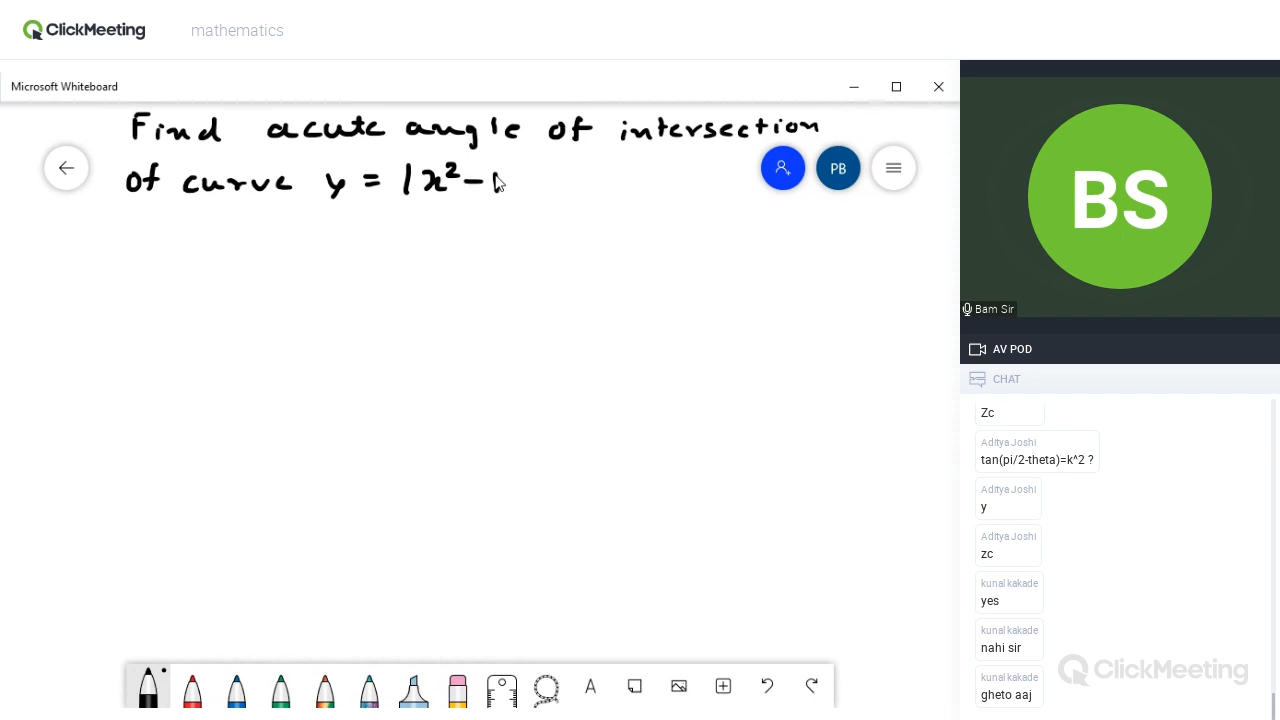 ClickMeeting
mathematics
Microsoft Whiteboard
Find acute angle of intersection
of curve y = |x²-1
PB
BS
Bam Sir
AV POD
CHAT
Zc
Aditya Joshi
tan(pi/2-theta)=k^2 ?
Aditya Joshi
y
Aditya Joshi
zc
kunal kakade
yes
kunal kakade
nahi sir
kunal kakade
gheto aaj
ClickMeeting